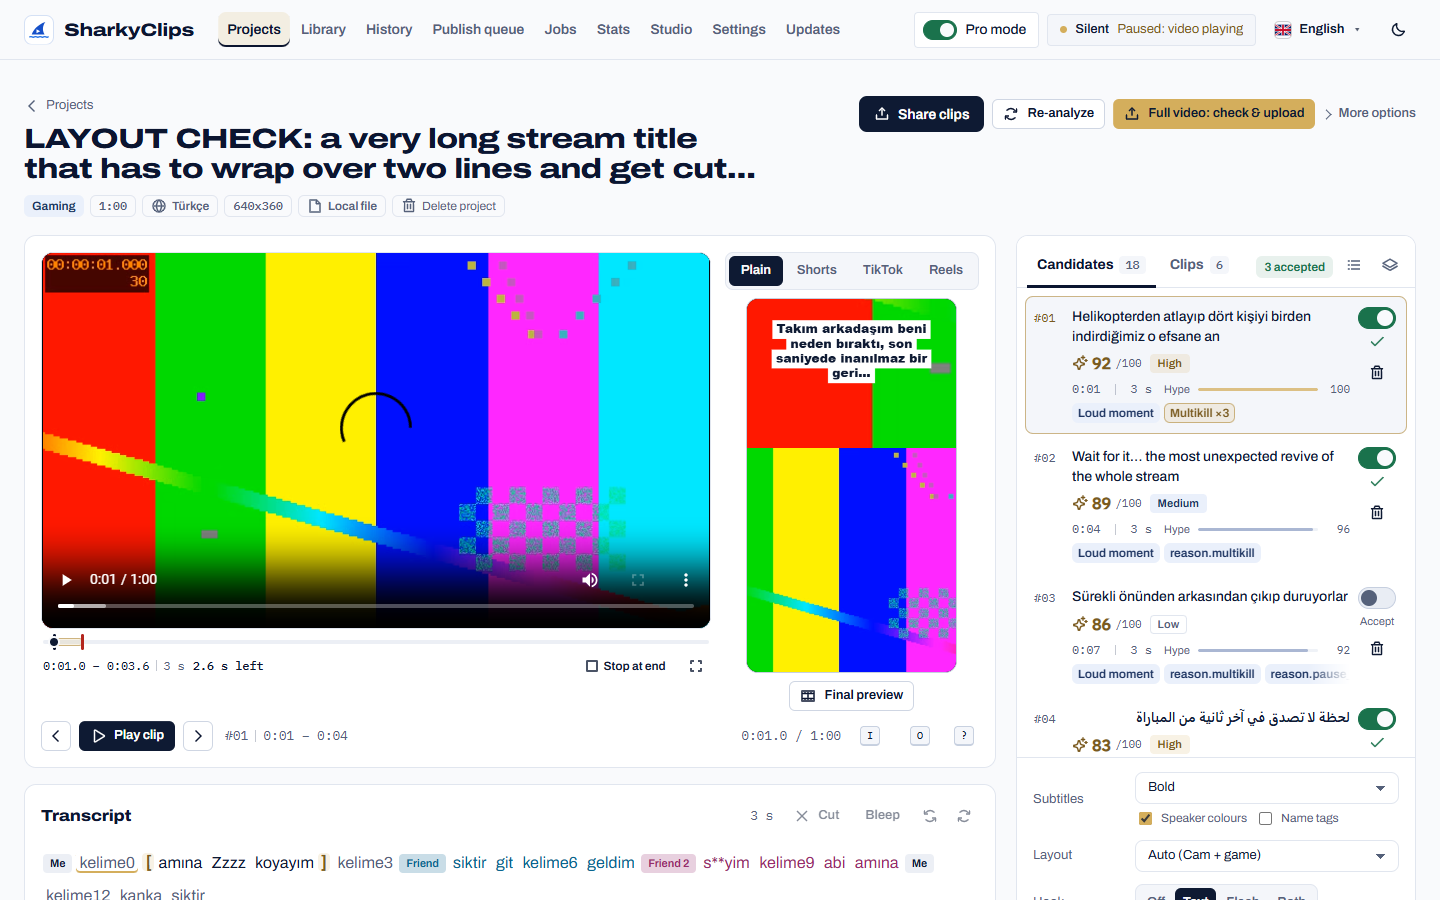 SharkyClips Projects Library History Publish queue Jobs Stats Studio Settings Updates Pro mode Silent Paused: video playing English
Projects
Share clips Re-analyze Full video: check & upload More options
LAYOUT CHECK: a very long stream title
that has to wrap over two lines and get cut...
Gaming 1:00 Türkçe 640x360 Local file Delete project
00:00:01.000
30
0:01 / 1:00
0:01.0 – 0:03.6 | 3 s 2.6 s left Stop at end
Plain Shorts TikTok Reels
Takım arkadaşım beni
neden bıraktı, son
saniyede inanılmaz bir
geri...
Final preview
Play clip #01 | 0:01 – 0:04 0:01.0 / 1:00 I O ?
Transcript 3 s Cut Bleep
Me kelime0 [ amına Zzzz koyayım ] kelime3 Friend siktir git kelime6 geldim Friend 2 s**yim kelime9 abi amına Me
kelime12 kanka siktir
Candidates 18 Clips 6 3 accepted
#01 Helikopterden atlayıp dört kişiyi birden
indirdiğimiz o efsane an
92 /100 High
0:01 | 3 s Hype 100
Loud moment Multikill ×3
#02 Wait for it... the most unexpected revive of
the whole stream
89 /100 Medium
0:04 | 3 s Hype 96
Loud moment reason.multikill
#03 Sürekli önünden arkasından çıkıp duruyorlar
86 /100 Low Accept
0:07 | 3 s Hype 92
Loud moment reason.multikill reason.pause
#04 لحظة لا تصدق في آخر ثانية من المباراة
83 /100 High
Subtitles Bold
Speaker colours Name tags
Layout Auto (Cam + game)